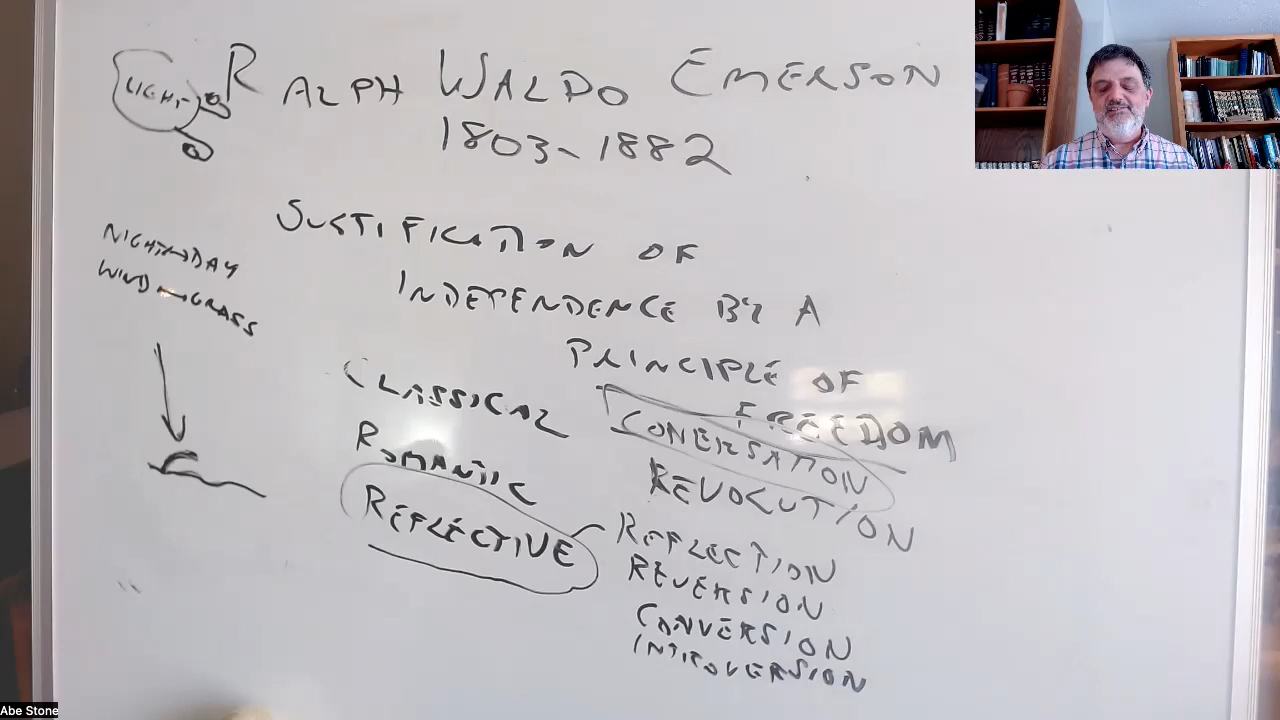 LIGHT
RALPH WALDO EMERSON
1803-1882
NIGHT DAY
WIND GRASS
JUSTIFICATION OF
INDEPENDENCE BY A
PRINCIPLE OF
FREEDOM
CLASSICAL
ROMANTIC
REFLECTIVE
CONERSATION
REVOLUTION
REFLECTION
REVERSION
CONVERSION
INTROVERSION
Abe Stone